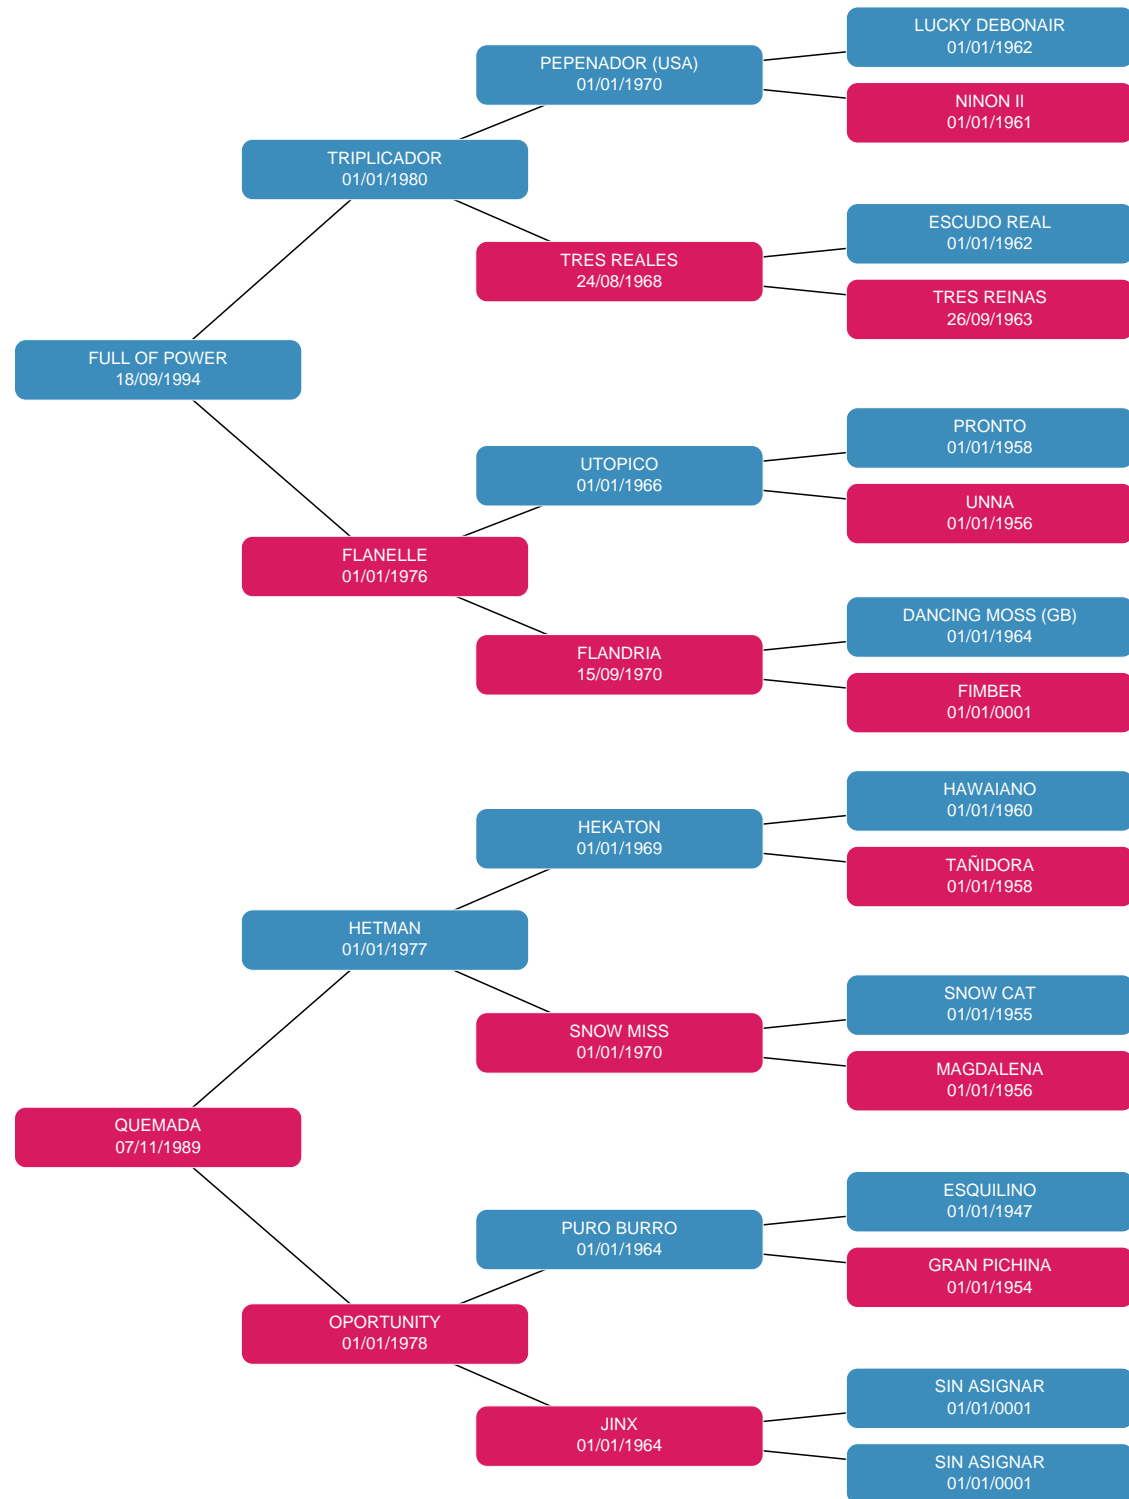 LUCKY DEBONAIR
01/01/1962
PEPENADOR (USA)
01/01/1970
NINON II
01/01/1961
TRIPLICADOR
01/01/1980
ESCUDO REAL
01/01/1962
TRES REALES
24/08/1968
TRES REINAS
26/09/1963
FULL OF POWER
18/09/1994
PRONTO
01/01/1958
UTOPICO
01/01/1966
UNNA
01/01/1956
FLANELLE
01/01/1976
DANCING MOSS (GB)
01/01/1964
FLANDRIA
15/09/1970
FIMBER
01/01/0001
HAWAIANO
01/01/1960
HEKATON
01/01/1969
TAÑIDORA
01/01/1958
HETMAN
01/01/1977
SNOW CAT
01/01/1955
SNOW MISS
01/01/1970
MAGDALENA
01/01/1956
QUEMADA
07/11/1989
ESQUILINO
01/01/1947
PURO BURRO
01/01/1964
GRAN PICHINA
01/01/1954
OPORTUNITY
01/01/1978
SIN ASIGNAR
01/01/0001
JINX
01/01/1964
SIN ASIGNAR
01/01/0001